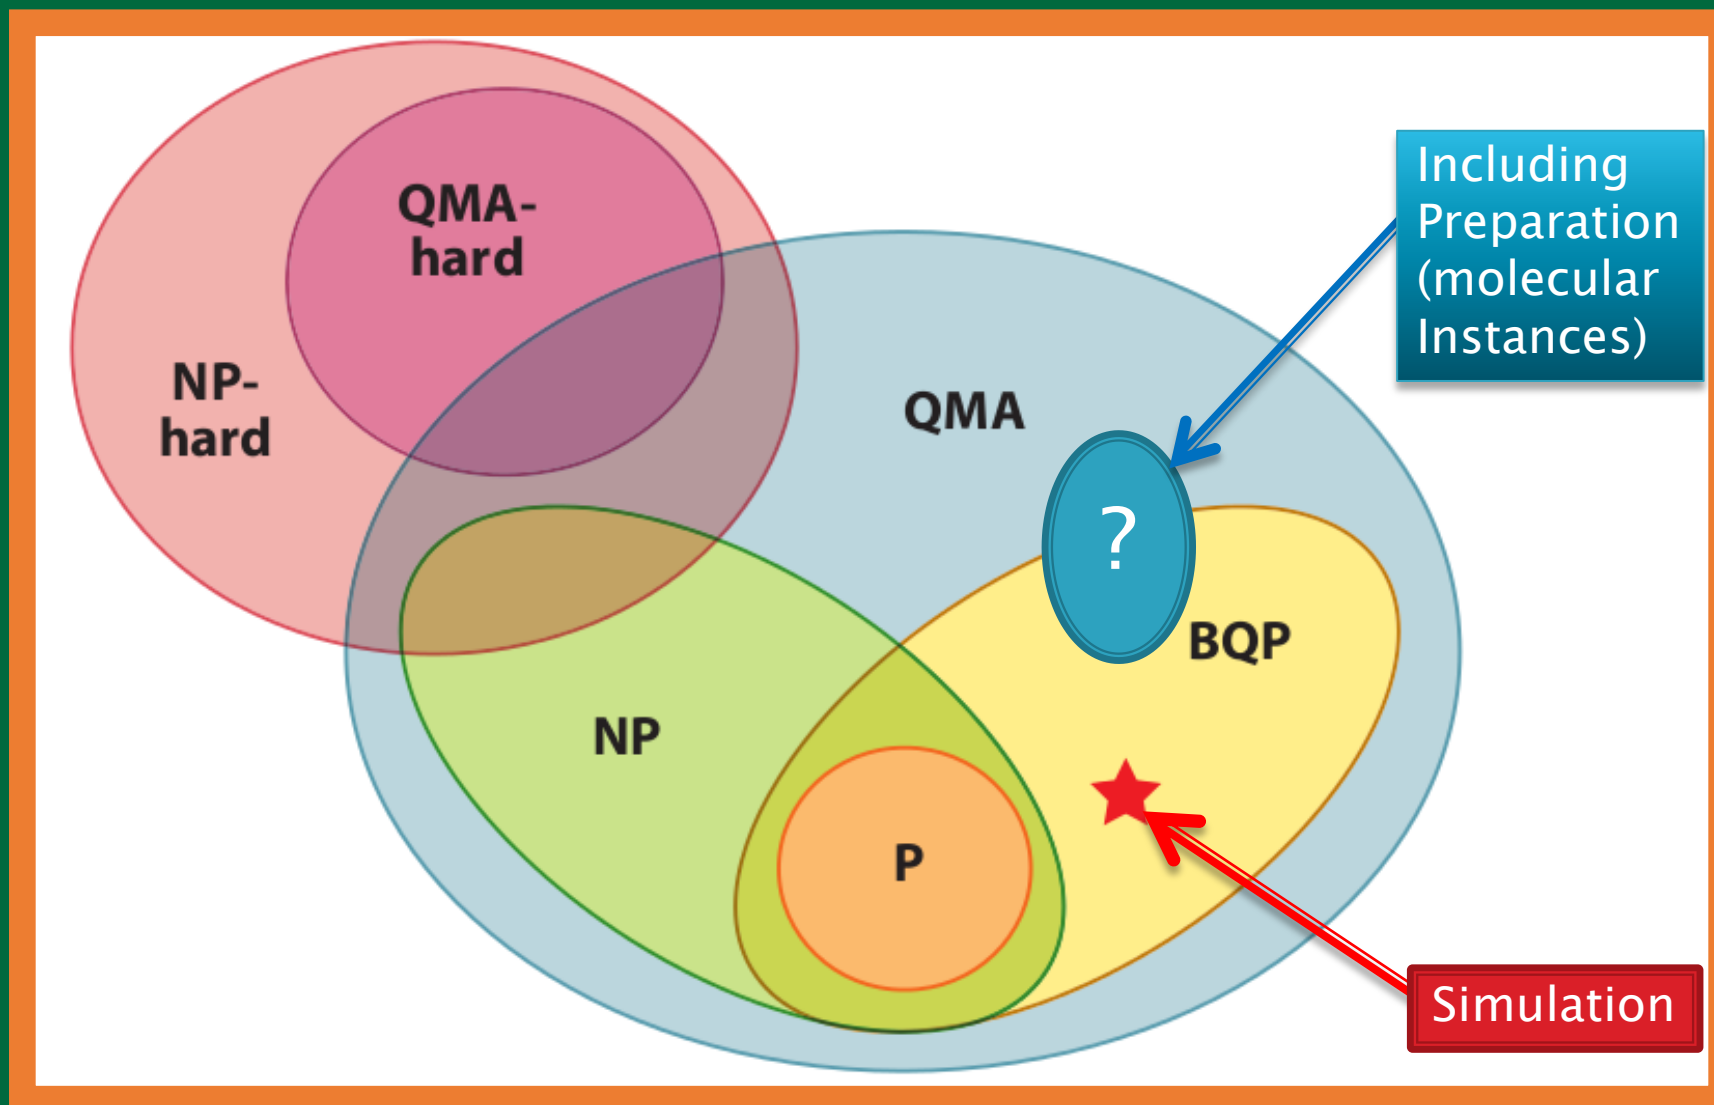 QMA-
hard
NP-
hard
QMA
Including
Preparation
(molecular
Instances)
?
BQP
NP
P
Simulation